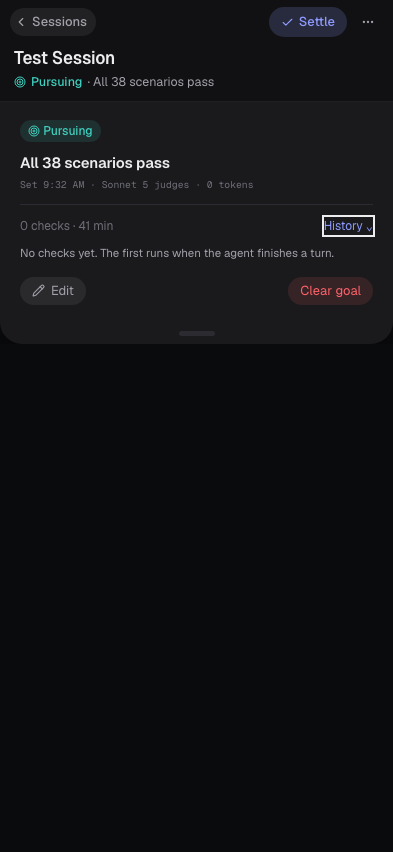 Sessions
Settle
Test Session
Pursuing · All 38 scenarios pass
Pursuing
All 38 scenarios pass
Set 9:32 AM · Sonnet 5 judges · 0 tokens
0 checks · 41 min
History
No checks yet. The first runs when the agent finishes a turn.
Edit
Clear goal